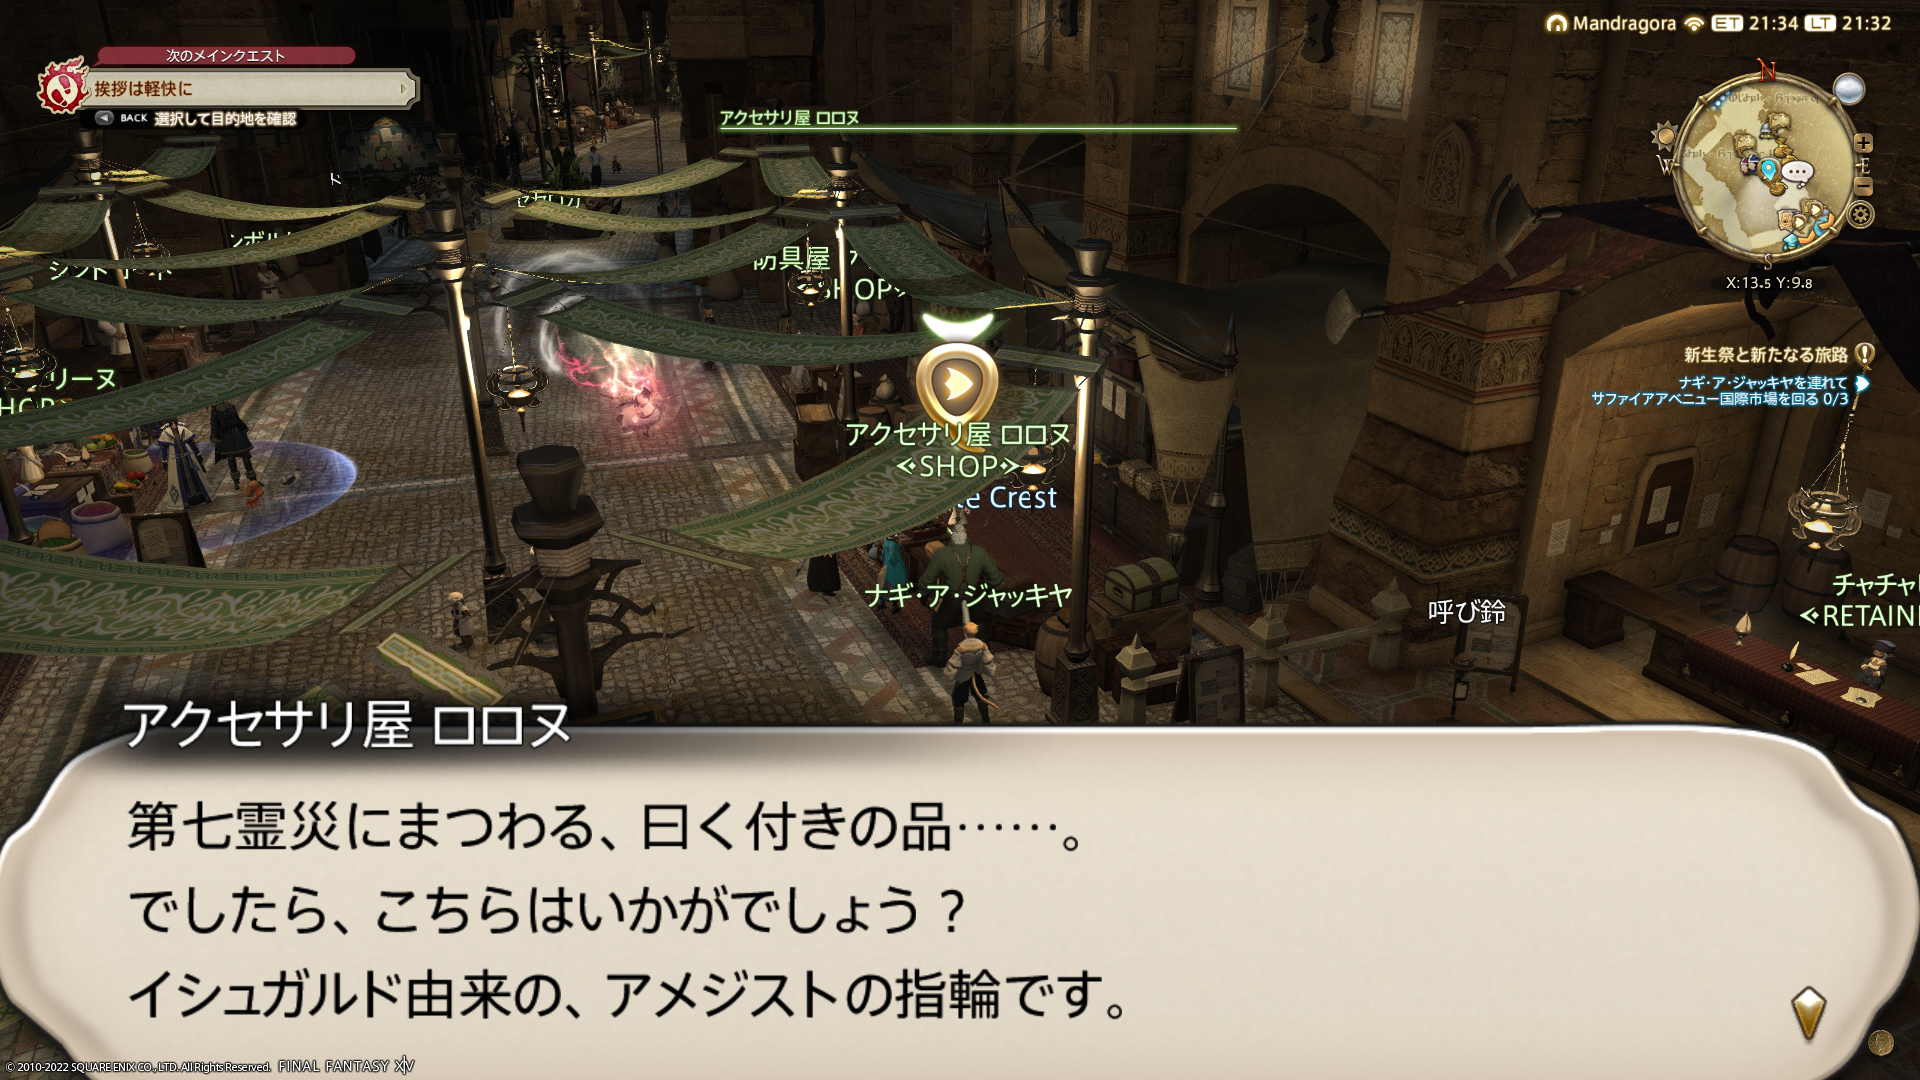 Mandragora ET 21:34 LT 21:32
次のメインクエスト
挨拶は軽快に
BACK 選択して目的地を確認
アクセサリ屋 ロロヌ
N
W
E
S
X:13.5 Y:9.8
新生祭と新たなる旅路
ナギ・ア・ジャッキヤを連れて
サファイアアベニュー国際市場を回る 0/3
アクセサリ屋 ロロヌ
<SHOP>
Crest
ナギ・ア・ジャッキヤ
呼び鈴
チャチャ
アクセサリ屋 ロロヌ
第七霊災にまつわる、曰く付きの品……。
でしたら、こちらはいかがでしょう？
イシュガルド由来の、アメジストの指輪です。
© 2010-2022 SQUARE ENIX CO., LTD. All Rights Reserved. FINAL FANTASY XIV